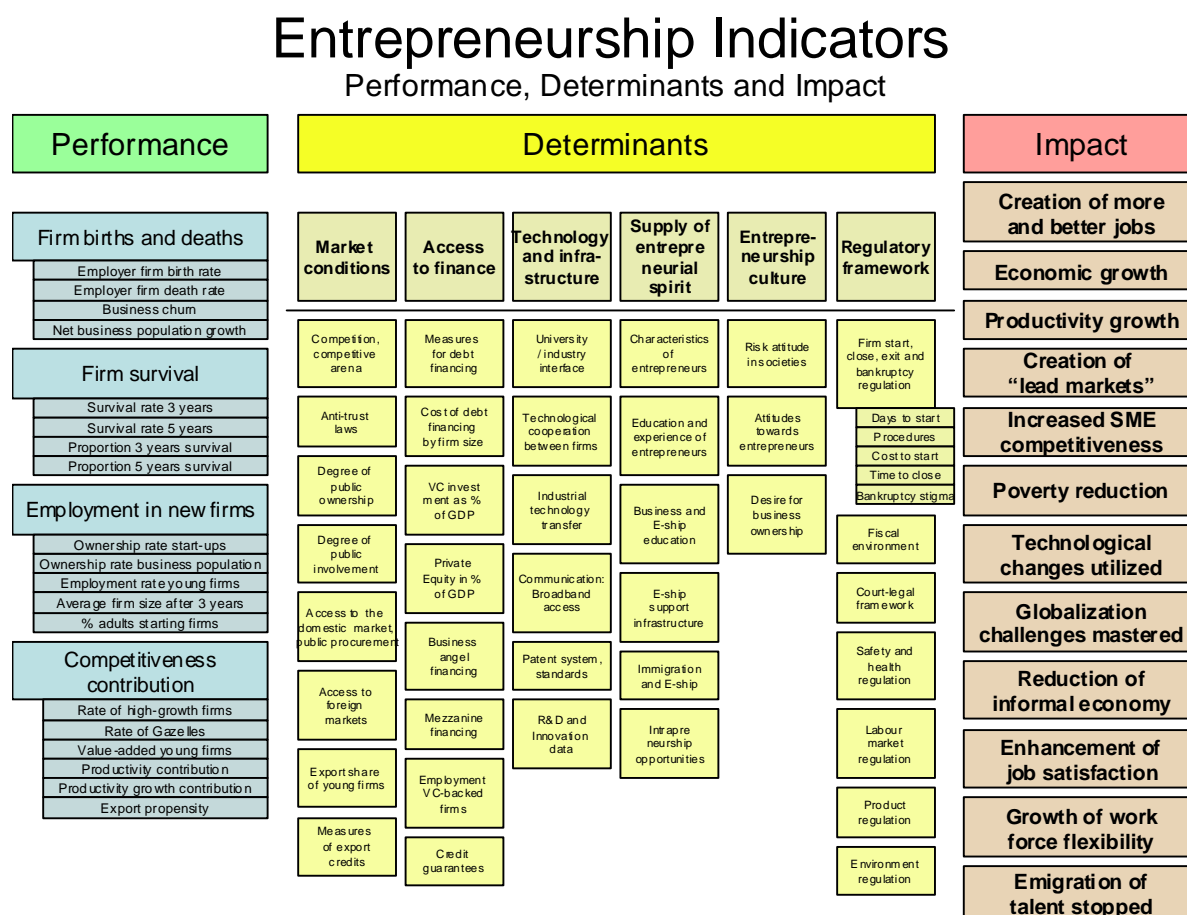 Entrepreneurship Indicators
Performance, Determinants and Impact
Performance
Firm births and deaths
Employer firm birth rate
Employer firm death rate
Business churn
Net business population growth
Firm survival
Survival rate 3 years
Survival rate 5 years
Proportion 3 years survival
Proportion 5 years survival
Employment in new firms
Ownership rate start-ups
Ownership rate business population
Employment rate young firms
Average firm size after 3 years
% adults starting firms
Competitiveness
contribution
Rate of high-growth firms
Rate of Gazelles
Value-added young firms
Productivity contribution
Productivity growth contribution
Export propensity
Determinants
Market
conditions
Competition,
competitive
arena
Anti-trust
laws
Degree of
public
ownership
Degree of
public
involvement
Access to the
domestic market,
public procurement
Access to
foreign
markets
Export share
of young firms
Measures
of export
credits
Access
to finance
Measures
for debt
financing
Cost of debt
financing
by firm size
VC invest
ment as %
of GDP
Private
Equity in %
of GDP
Business
angel
financing
Mezzanine
financing
Employment
VC-backed
firms
Credit
guarantees
Technology
and infra-
structure
University
/ industry
interface
Technological
cooperation
between firms
Industrial
technology
transfer
Communication:
Broadband
access
Patent system,
standards
R&D and
Innovation
data
Supply of
entrepre
neurial
spirit
Characteristics
of
entrepreneurs
Education and
experience of
entrepreneurs
Business and
E-ship
education
E-ship
support
infrastructure
Immigration
and E-ship
Intrapre
neurship
opportunities
Entrepre-
neurship
culture
Risk attitude
in societies
Attitudes
towards
entrepreneurs
Desire for
business
ownership
Regulatory
framework
Firm start,
close, exit and
bankruptcy
regulation
Days to start
Procedures
Cost to start
Time to close
Bankruptcy stigma
Fiscal
environment
Court-legal
framework
Safety and
health
regulation
Labour
market
regulation
Product
regulation
Environment
regulation
Impact
Creation of more
and better jobs
Economic growth
Productivity growth
Creation of
“lead markets”
Increased SME
competitiveness
Poverty reduction
Technological
changes utilized
Globalization
challenges mastered
Reduction of
informal economy
Enhancement of
job satisfaction
Growth of work
force flexibility
Emigration of
talent stopped